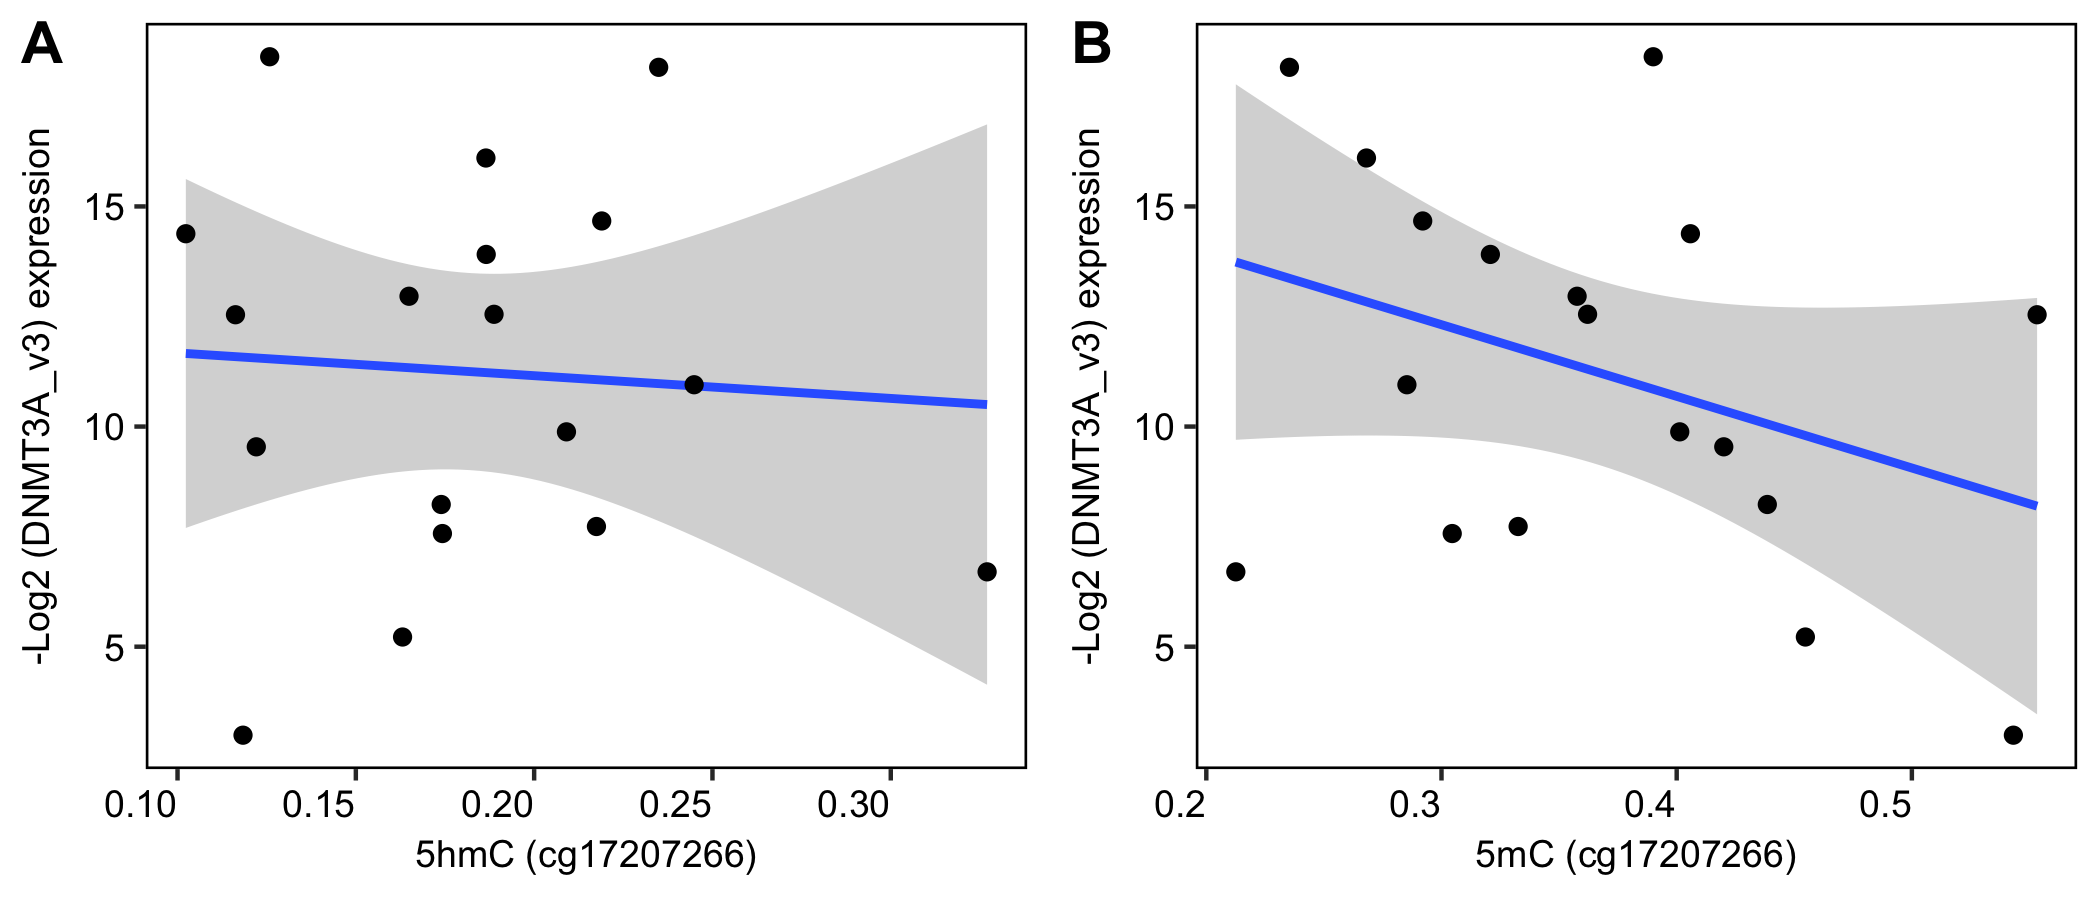 A
-Log2 (DNMT3A_v3) expression
15
10
5
0.10 0.15 0.20 0.25 0.30
5hmC (cg17207266)
B
-Log2 (DNMT3A_v3) expression
15
10
5
0.2 0.3 0.4 0.5
5mC (cg17207266)